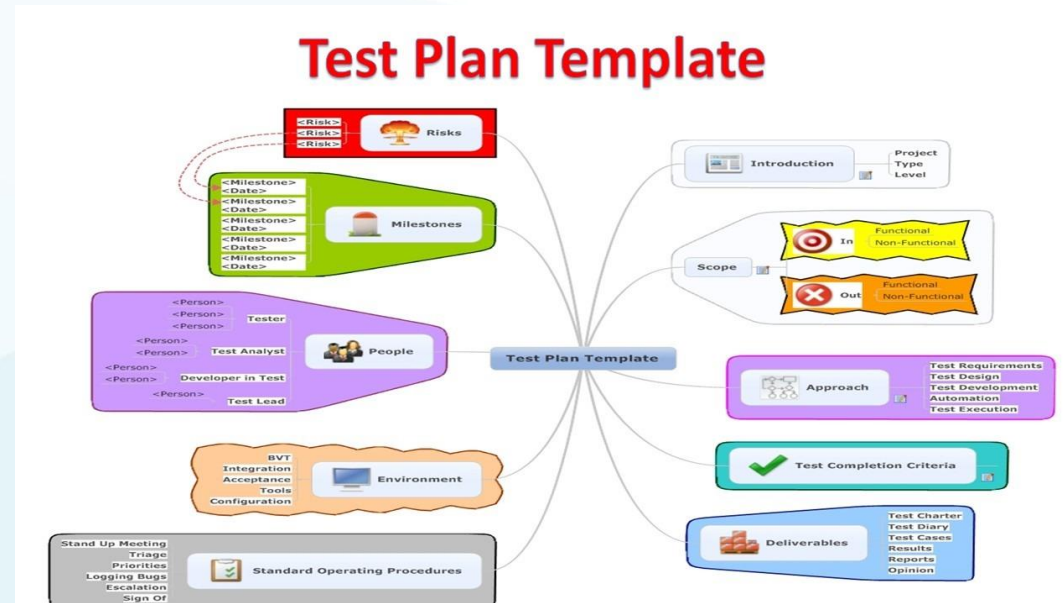 Test Plan Template
<Risk>
<Risk>
<Risk>
Risks
<Milestone>
<Date>
<Milestone>
<Date>
<Milestone>
<Date>
<Milestone>
<Date>
<Milestone>
<Date>
Milestones
<Person>
<Person>
<Person>
Tester
<Person>
<Person>
Test Analyst
<Person>
<Person>
Developer in Test
<Person>
Test Lead
People
BVT
Integration
Acceptance
Tools
Configuration
Environment
Stand Up Meeting
Triage
Priorities
Logging Bugs
Escalation
Sign Of
Standard Operating Procedures
Test Plan Template
Introduction
Project
Type
Level
Scope
In
Functional
Non-Functional
Out
Functional
Non-Functional
Approach
Test Requirements
Test Design
Test Development
Automation
Test Execution
Test Completion Criteria
Deliverables
Test Charter
Test Diary
Test Cases
Results
Reports
Opinion